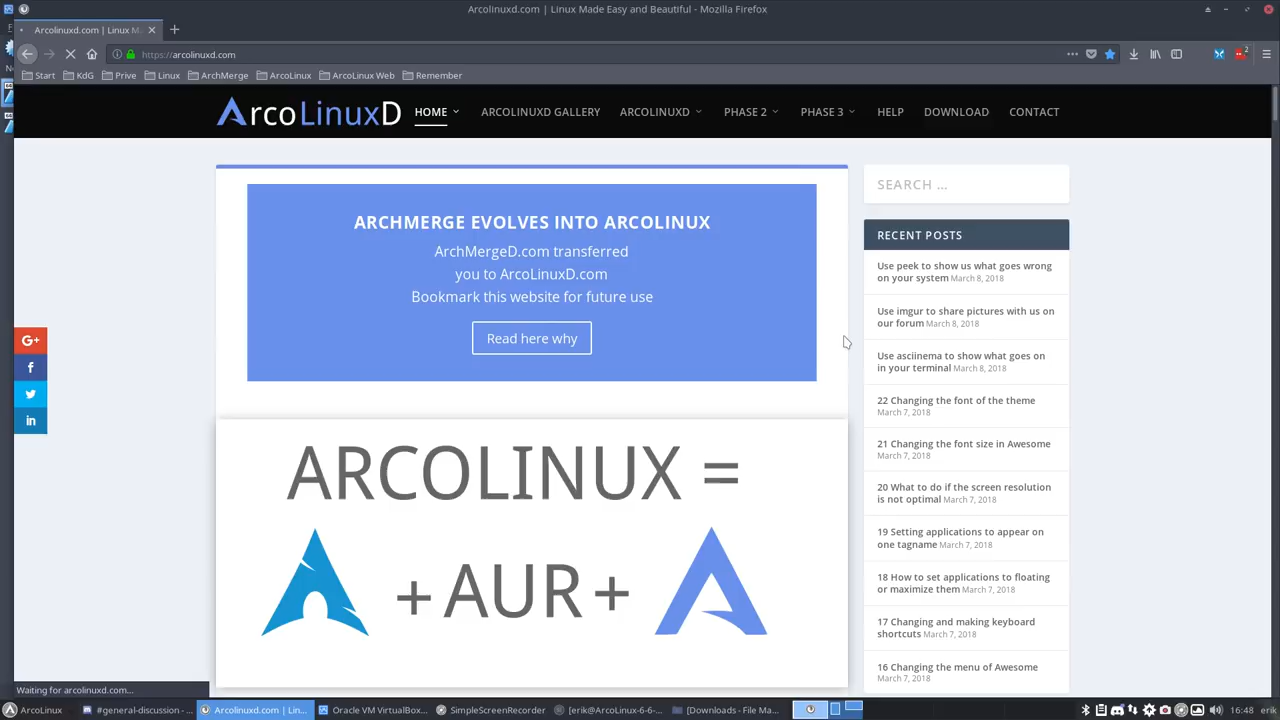 Arcolinuxd.com | Linux Made Easy and Beautiful - Mozilla Firefox
Arcolinuxd.com | Linux M
https://arcolinuxd.com
2
Start KdG Prive Linux ArchMerge ArcoLinux ArcoLinux Web Remember
ArcoLinuxD HOME ARCOLINUXD GALLERY ARCOLINUXD PHASE 2 PHASE 3 HELP DOWNLOAD CONTACT
ARCHMERGE EVOLVES INTO ARCOLINUX
ArchMergeD.com transferred
you to ArcoLinuxD.com
Bookmark this website for future use
Read here why
ARCOLINUX =
+ AUR +
SEARCH ...
RECENT POSTS
Use peek to show us what goes wrong
on your system March 8, 2018
Use imgur to share pictures with us on
our forum March 8, 2018
Use asciinema to show what goes on
in your terminal March 8, 2018
22 Changing the font of the theme
March 7, 2018
21 Changing the font size in Awesome
March 7, 2018
20 What to do if the screen resolution
is not optimal March 7, 2018
19 Setting applications to appear on
one tagname March 7, 2018
18 How to set applications to floating
or maximize them March 7, 2018
17 Changing and making keyboard
shortcuts March 7, 2018
16 Changing the menu of Awesome
March 7, 2018
G+
f
in
Waiting for arcolinuxd.com...
ArcoLinux #general-discussion - ... Arcolinuxd.com | Lin... Oracle VM VirtualBox... SimpleScreenRecorder [erik@ArcoLinux-6-6-... [Downloads - File Ma... 16:48 erik